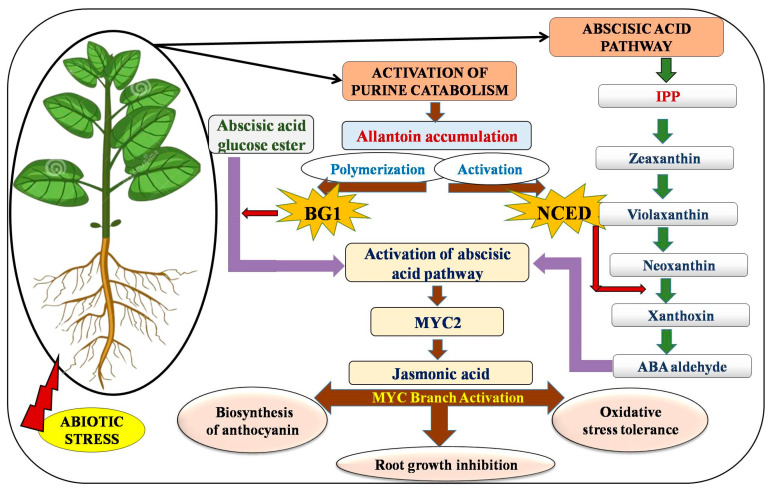 ABSCISIC ACID
PATHWAY
ACTIVATION OF
PURINE CATABOLISM
IPP
Abscisic acid
glucose ester
Allantoin accumulation
Zeaxanthin
Polymerization
Activation
BG1
NCED
Violaxanthin
Activation of abscisic
acid pathway
Neoxanthin
MYC2
Xanthoxin
Jasmonic acid
ABA aldehyde
MYC Branch Activation
ABIOTIC
STRESS
Biosynthesis
of anthocyanin
Oxidative
stress tolerance
Root growth inhibition